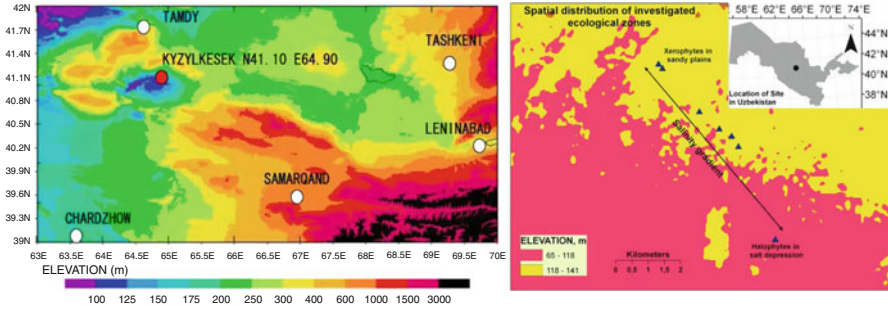 42N
41.7N
41.4N
41.1N
40.8N
40.5N
40.2N
39.9N
39.6N
39.3N
39N
TAMDY
KYZYLKESEK N41.10 E64.90
TASHKENT
LENINABAD
SAMARQAND
CHARDZHOW
63E 63.5E 64E 64.5E 65E 65.5E 66E 66.5E 67E 67.5E 68E 68.5E 69E 69.5E 70E
ELEVATION (m)
100 125 150 175 200 250 300 400 600 1000 1500 3000
Spatial distribution of investigated
ecological zones
Xerophytes in
sandy plains
Salinity gradient
Halophytes in
salt depression
ELEVATION, m
65 - 118
118 - 141
Kilometers
0 0,5 1 1,5 2
58°E 62°E 66°E 70°E 74°E
44°N
42°N
40°N
38°N
N
Location of Site
in Uzbekistan